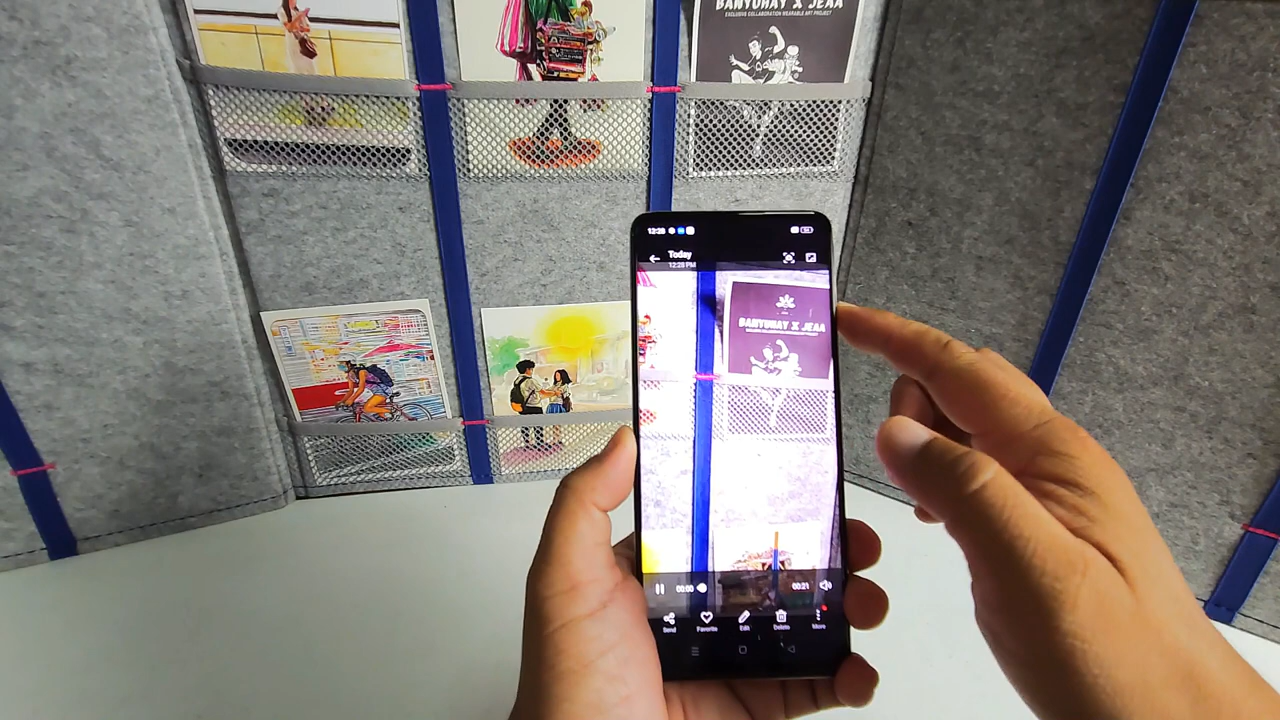 BANYUHAY X JEAA
EXCLUSIVE COLLABORATION WEARABLE ART PROJECT
12:28
Today
12:28 PM
BANYUHAY X JEAA
00:00
00:21
Send
Favorite
Edit
Delete
More